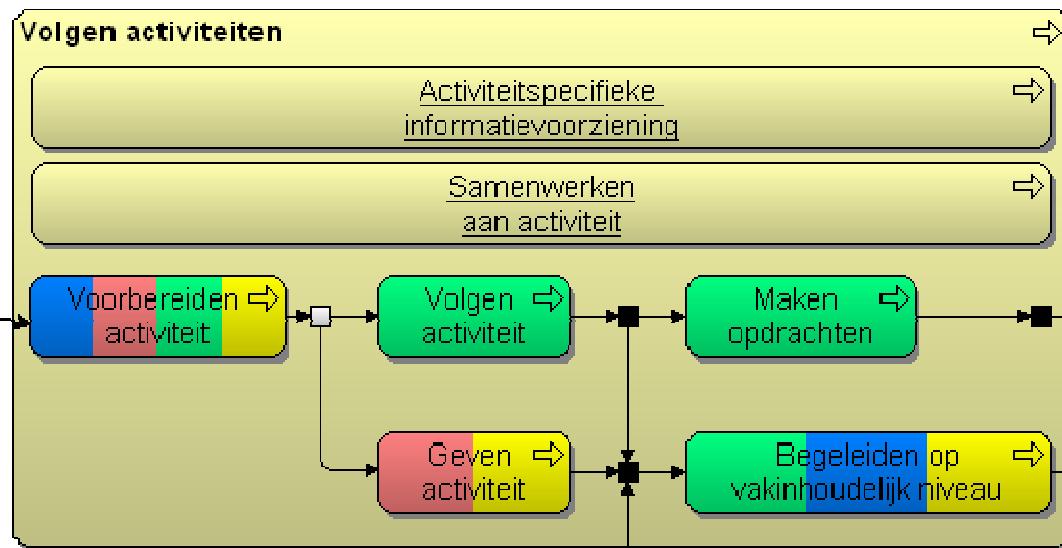 Volgen activiteiten
Activiteitspecifieke
informatievoorziening
Samenwerken
aan activiteit
Voorbereiden
activiteit
Volgen
activiteit
Maken
opdrachten
Geven
activiteit
Begeleiden op
vakinhoudelijk niveau